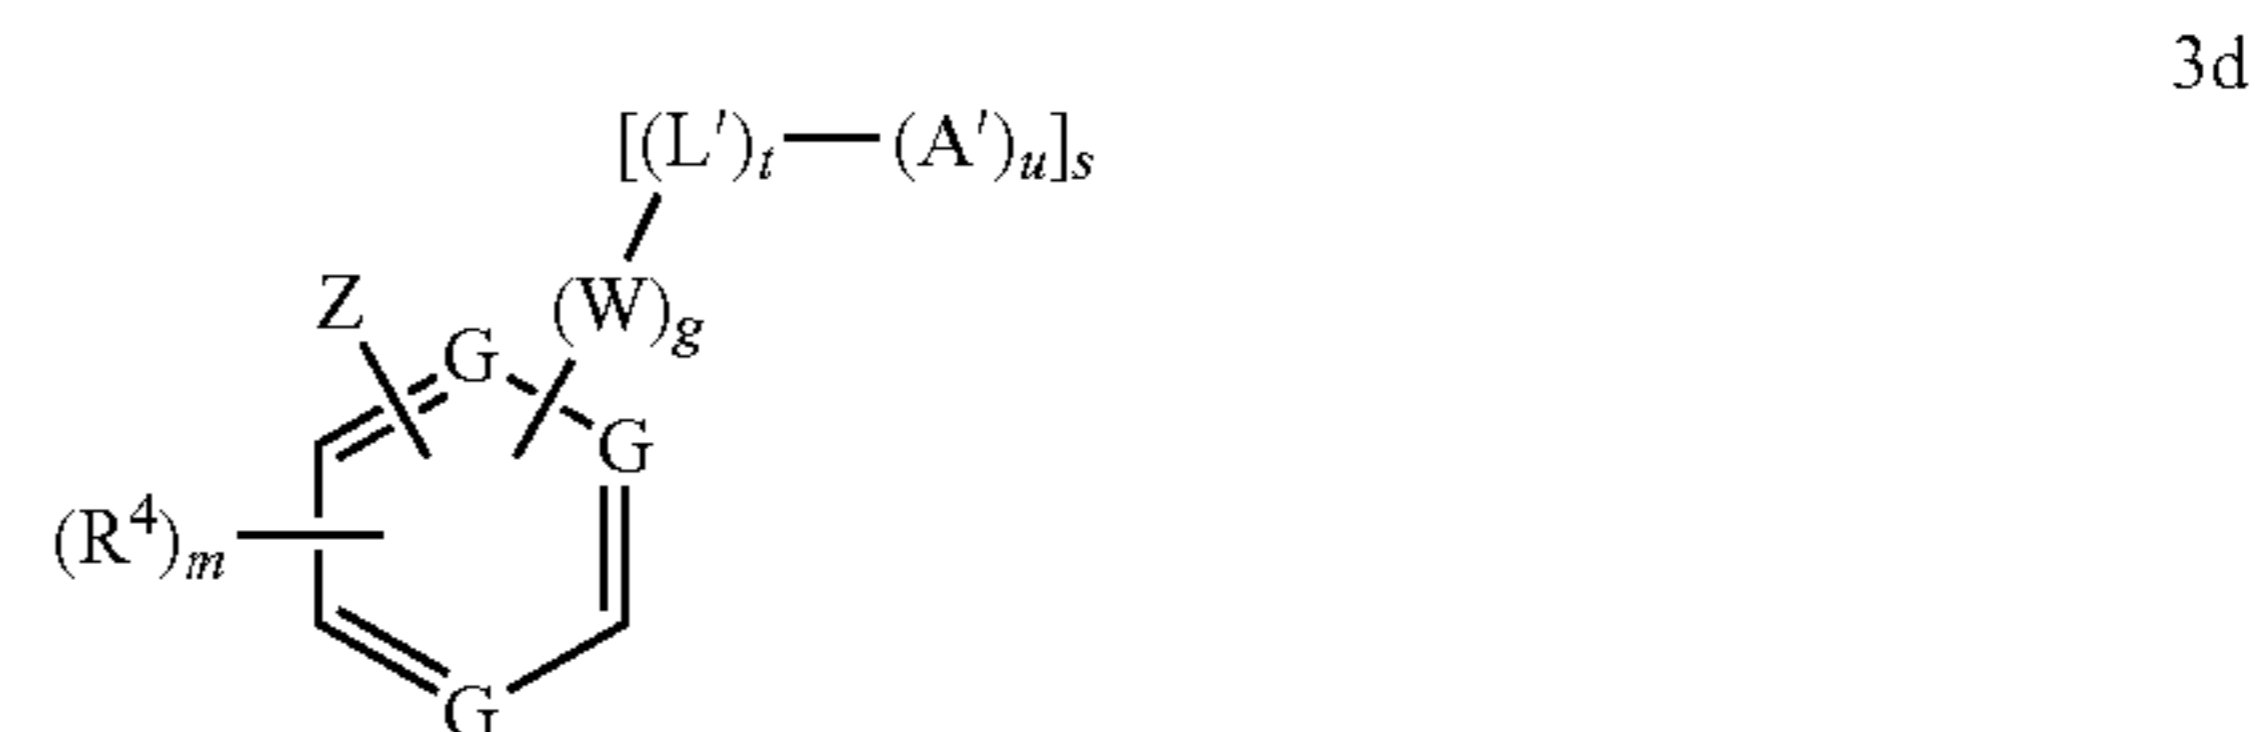 3d
[(L′)t—(A′)u]s
Z
(W)g
G
G
(R4)m
G